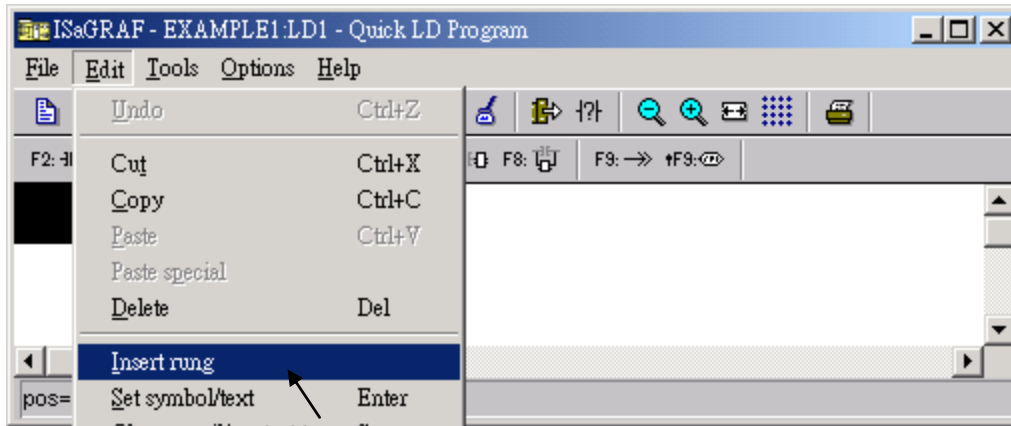 ISaGRAF - EXAMPLE1:LD1 - Quick LD Program
File Edit Tools Options Help
Undo Ctrl+Z
F2: F8: F9: ↑F9:
Cut Ctrl+X
Copy Ctrl+C
Paste Ctrl+V
Paste special
Delete Del
Insert rung
pos= Set symbol/text Enter